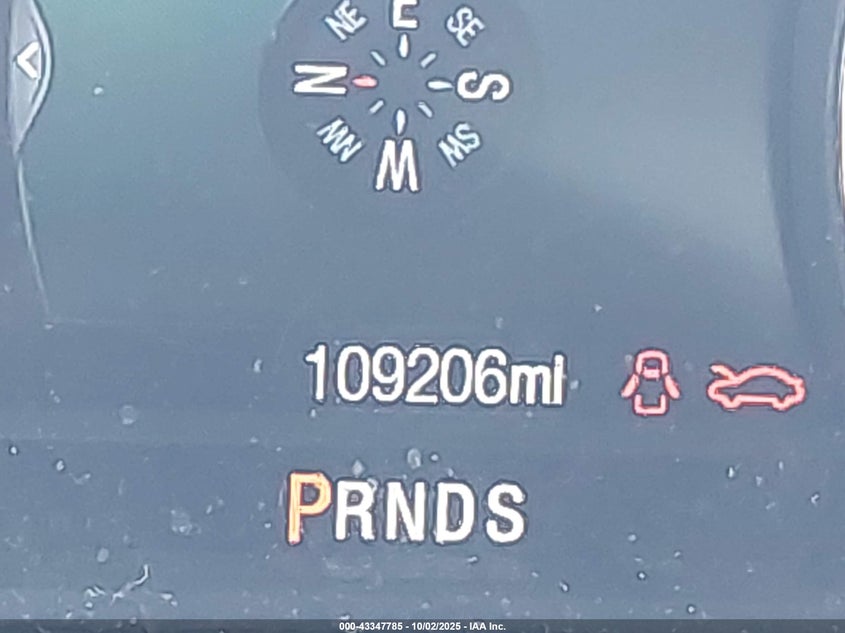 NE E SE
N S
NW SW
W
109206mi
PRNDS
000-43347785 - 10/02/2025 - IAA Inc.